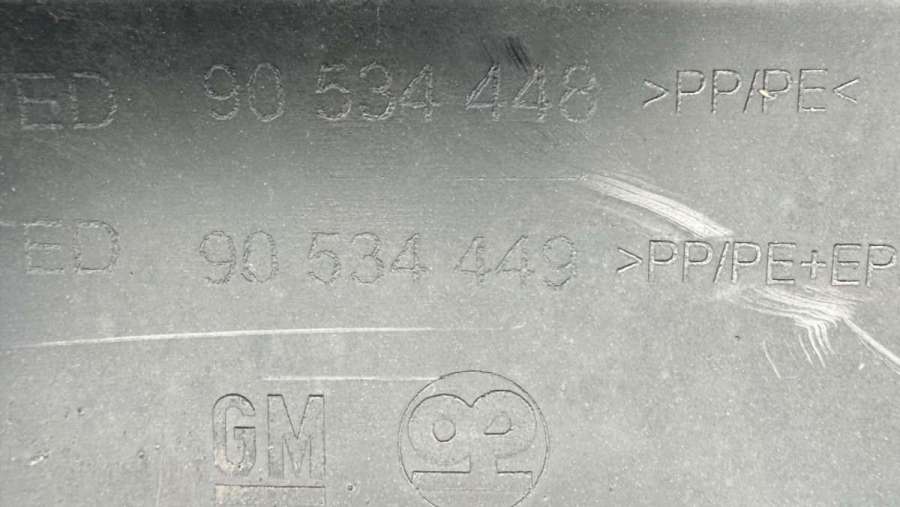 ED 90 534 448 >PP/PE<
ED 90 534 449 >PP/PE+EP
GM